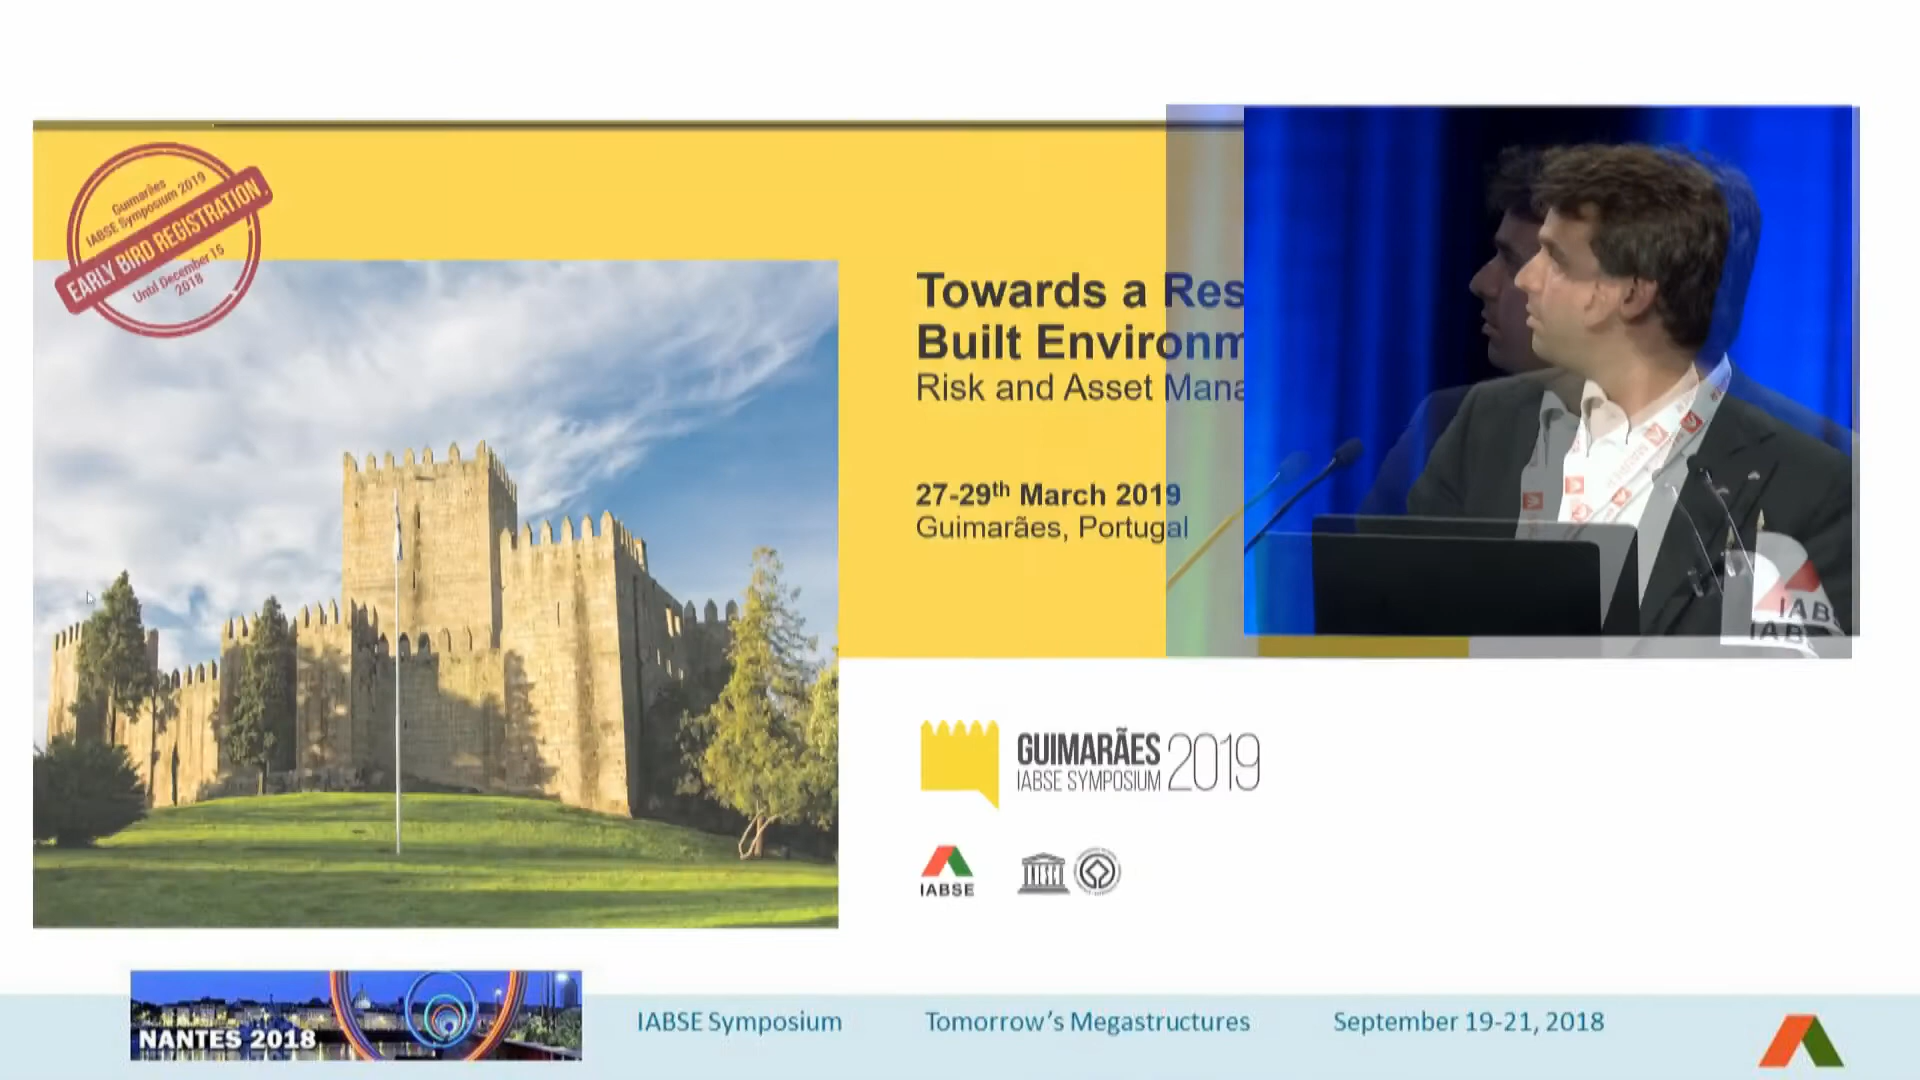 Guimarães
IABSE Symposium 2019
EARLY BIRD REGISTRATION
Until December 15
2018
Towards a Res
Built Environm
Risk and Asset Mana
27-29th March 2019
Guimarães, Portugal
GUIMARÃES 2019
IABSE SYMPOSIUM
IABSE
IAB
IAB
NANTES 2018
IABSE Symposium
Tomorrow's Megastructures
September 19-21, 2018